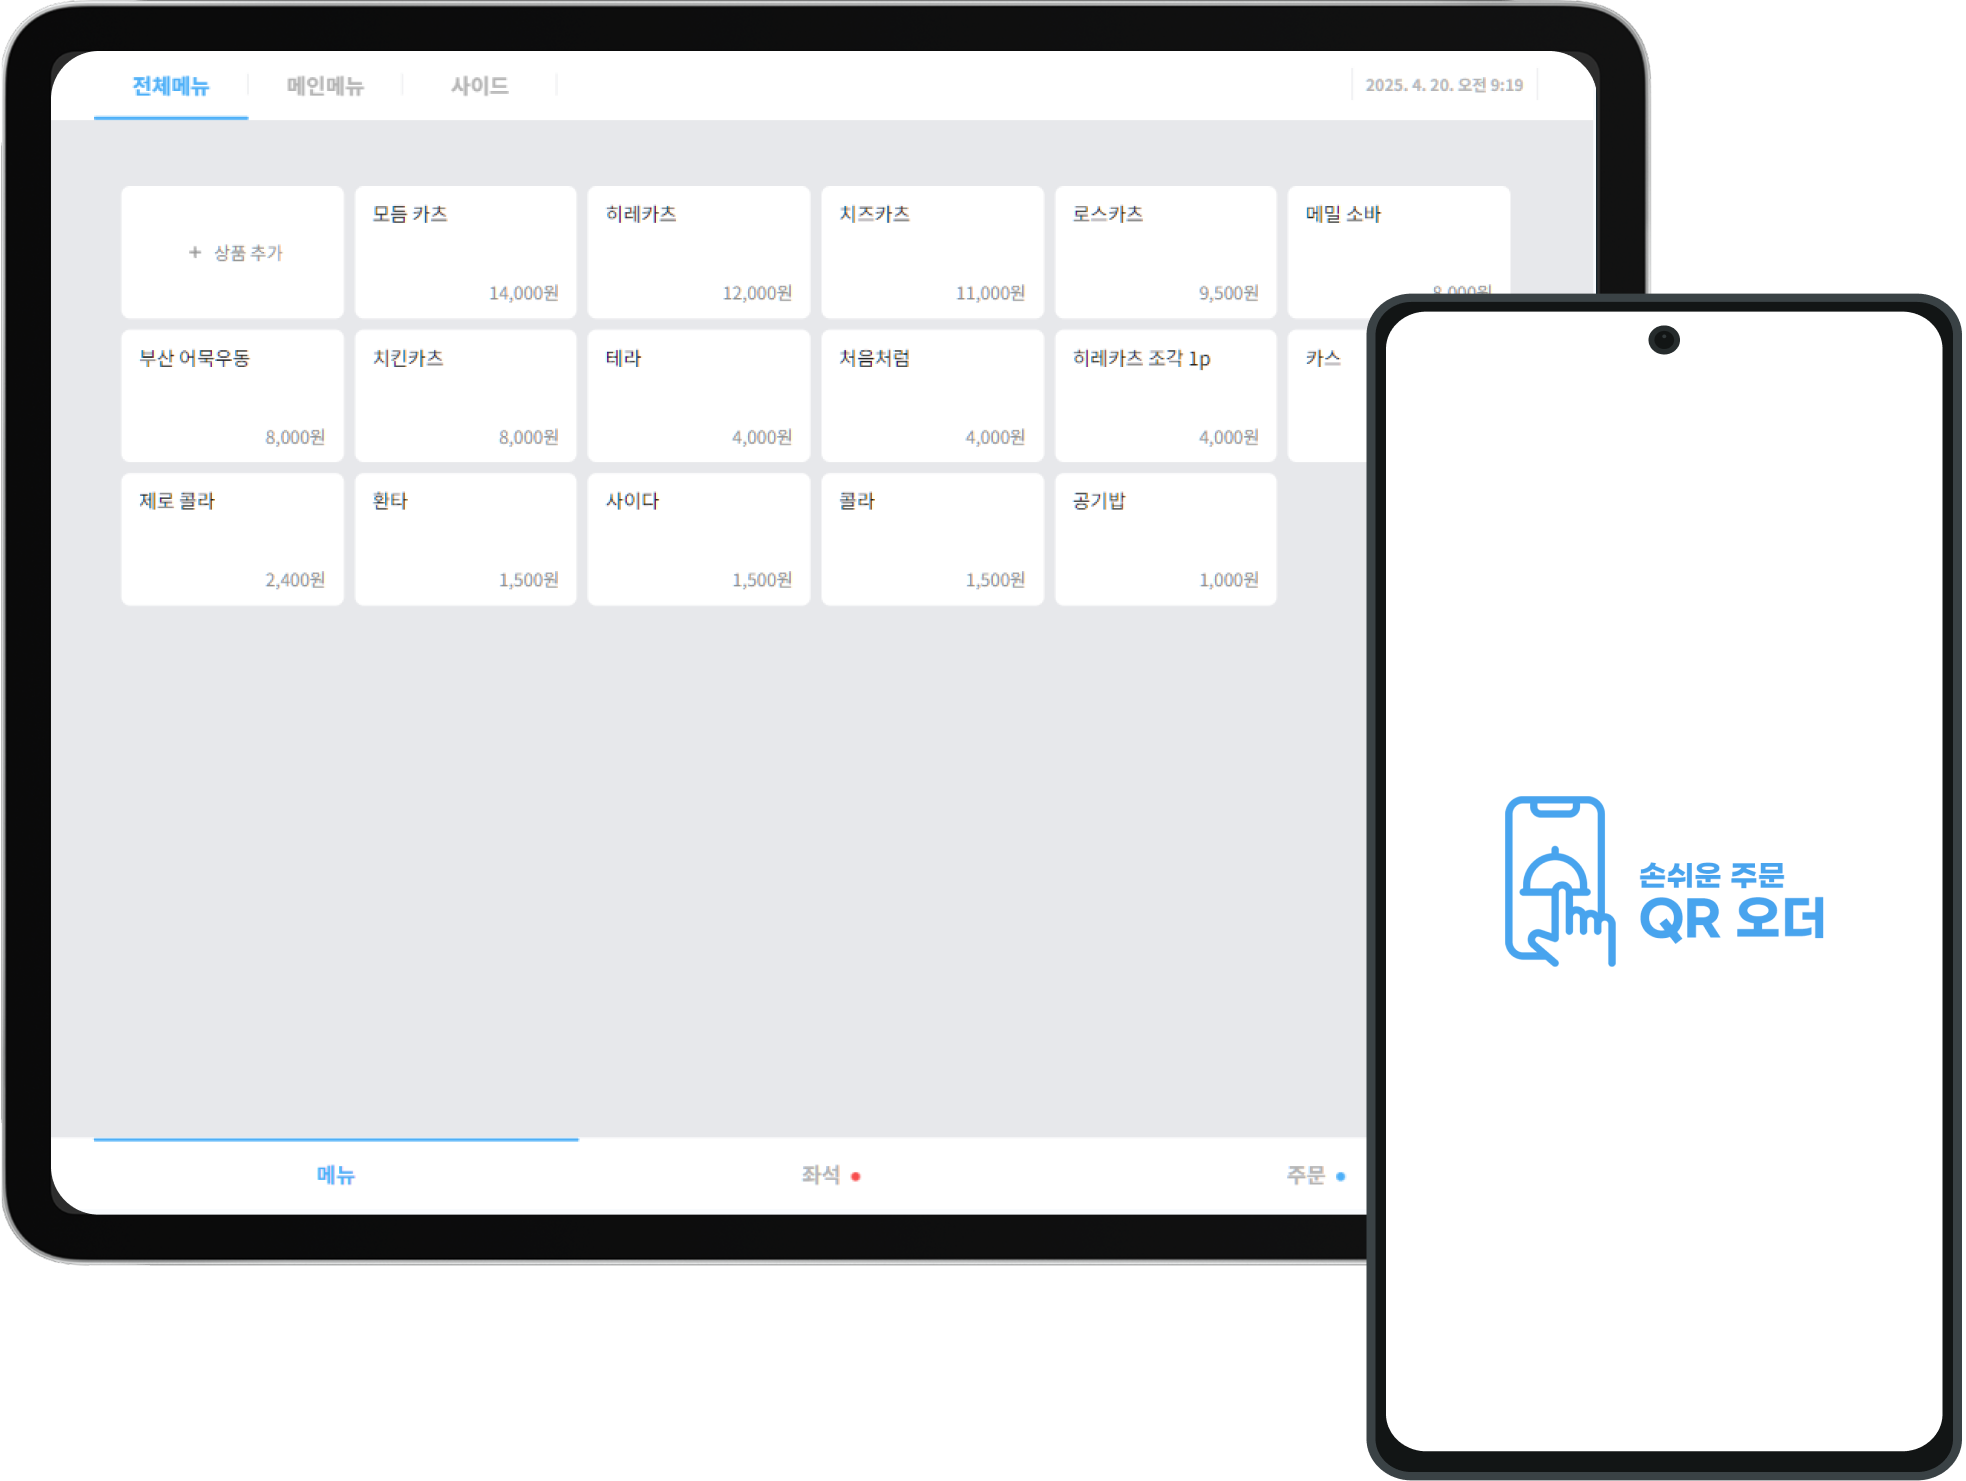 전체메뉴 메인메뉴 사이드 2025. 4. 20. 오전 9:19
+ 상품 추가
모듬 카츠
14,000원
히레카츠
12,000원
치즈카츠
11,000원
로스카츠
9,500원
메밀 소바
8,000원
부산 어묵우동
8,000원
치킨카츠
8,000원
테라
4,000원
처음처럼
4,000원
히레카츠 조각 1p
4,000원
카스
제로 콜라
2,400원
환타
1,500원
사이다
1,500원
콜라
1,500원
공기밥
1,000원
메뉴 좌석 주문
손쉬운 주문
QR 오더